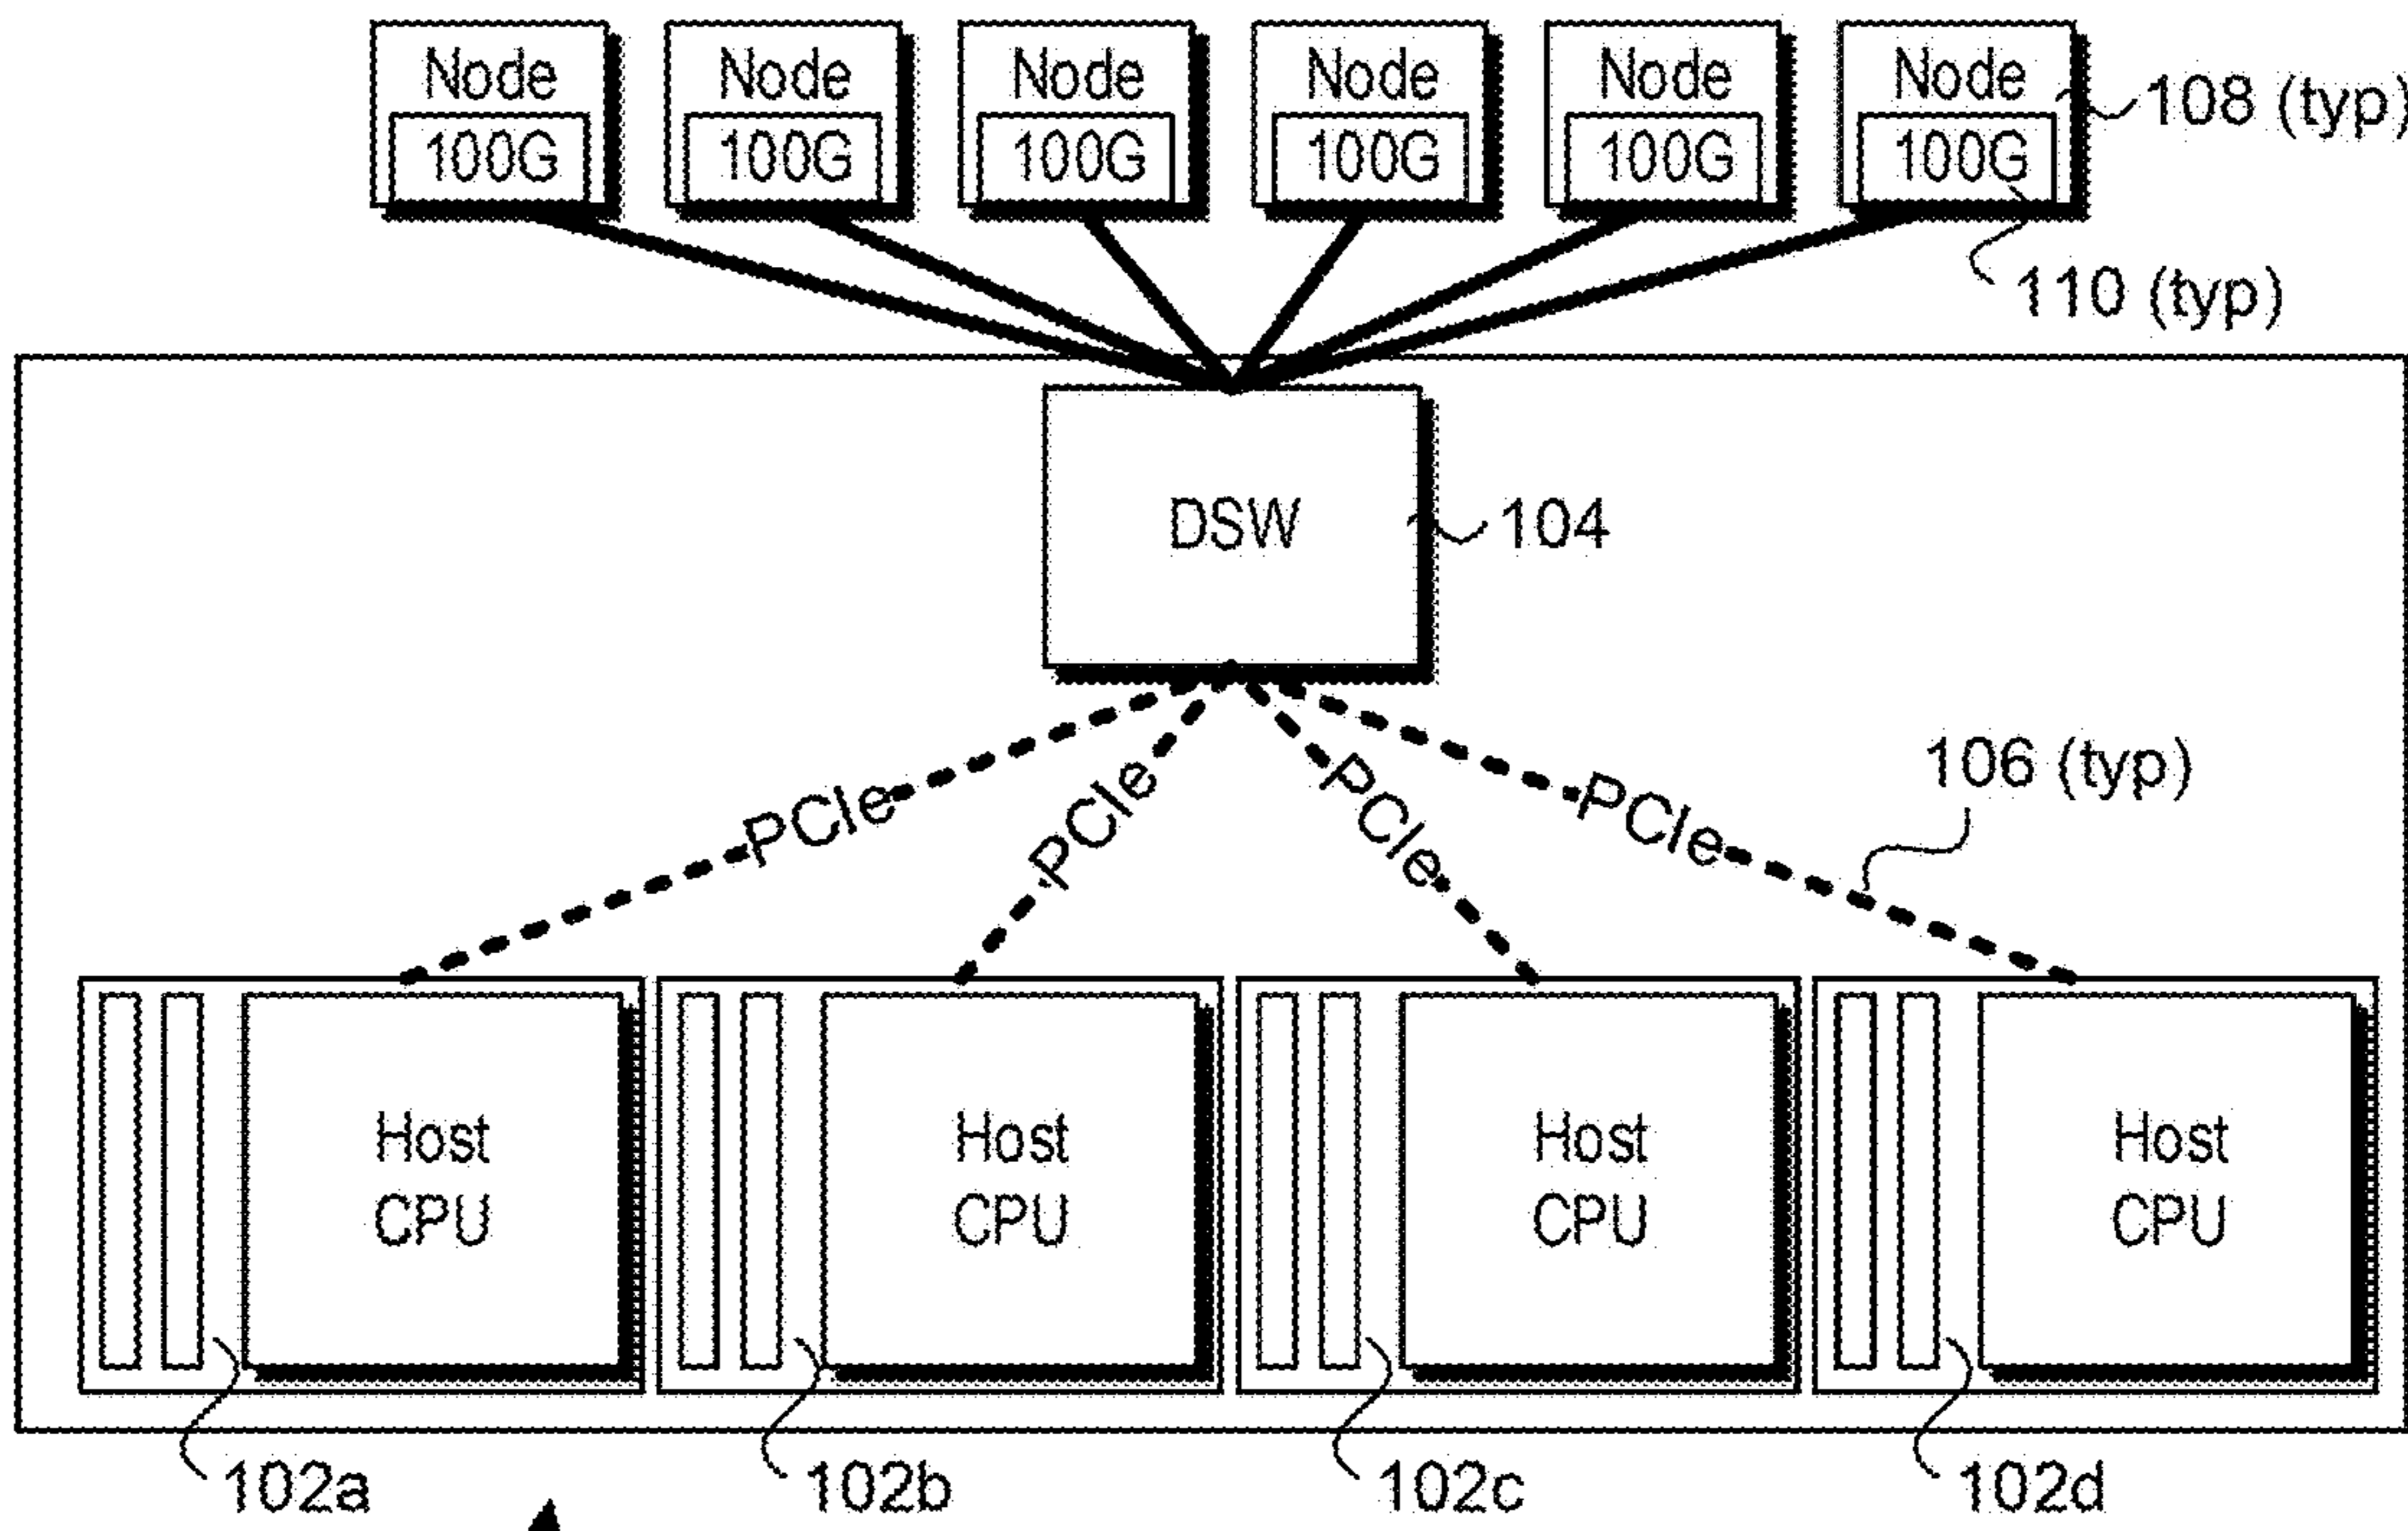 Node Node Node Node Node Node
108 (typ)
100G 100G 100G 100G 100G 100G
110 (typ)
DSW
104
106 (typ)
PCIe PCIe PCIe PCIe
Host Host Host Host
CPU CPU CPU CPU
102a 102b 102c 102d